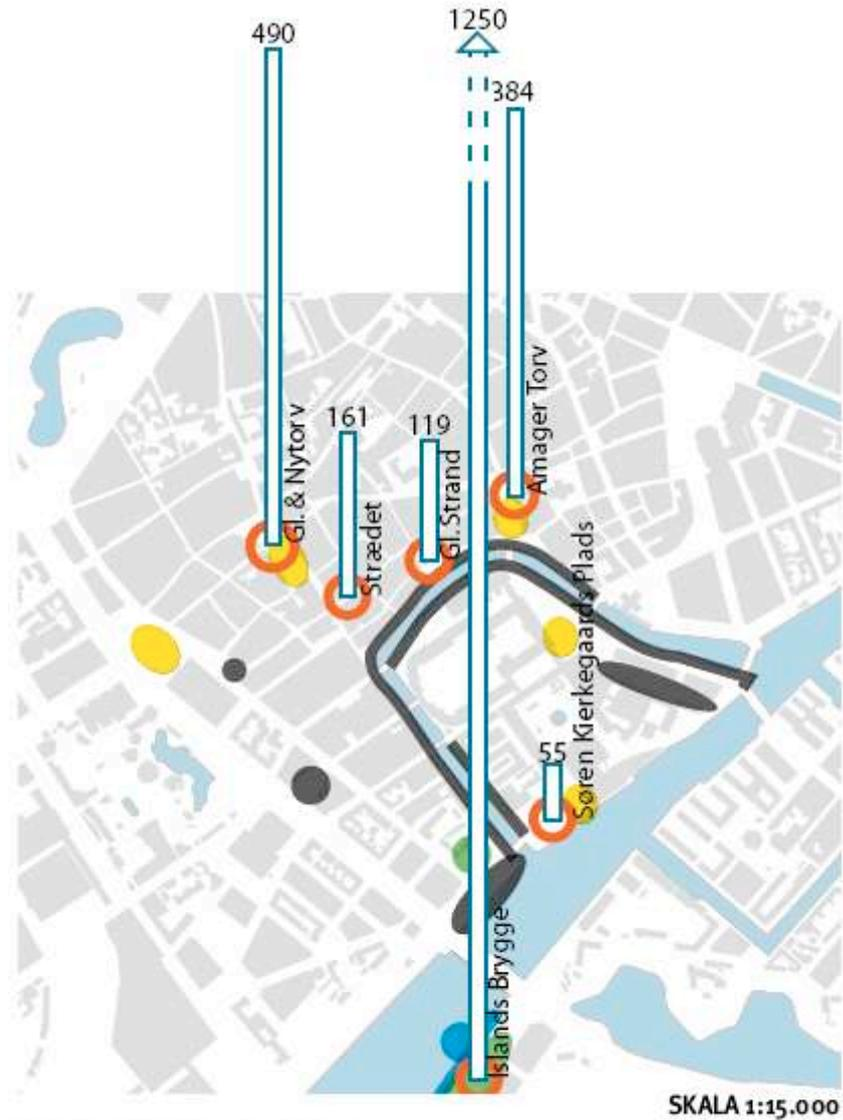 1250
490
384
161
119
Gl. & Nytorv
Strædet
Gl. Strand
Amager Torv
Søren Kierkegaards Plads
55
Islands Brygge
SKALA 1:15.000